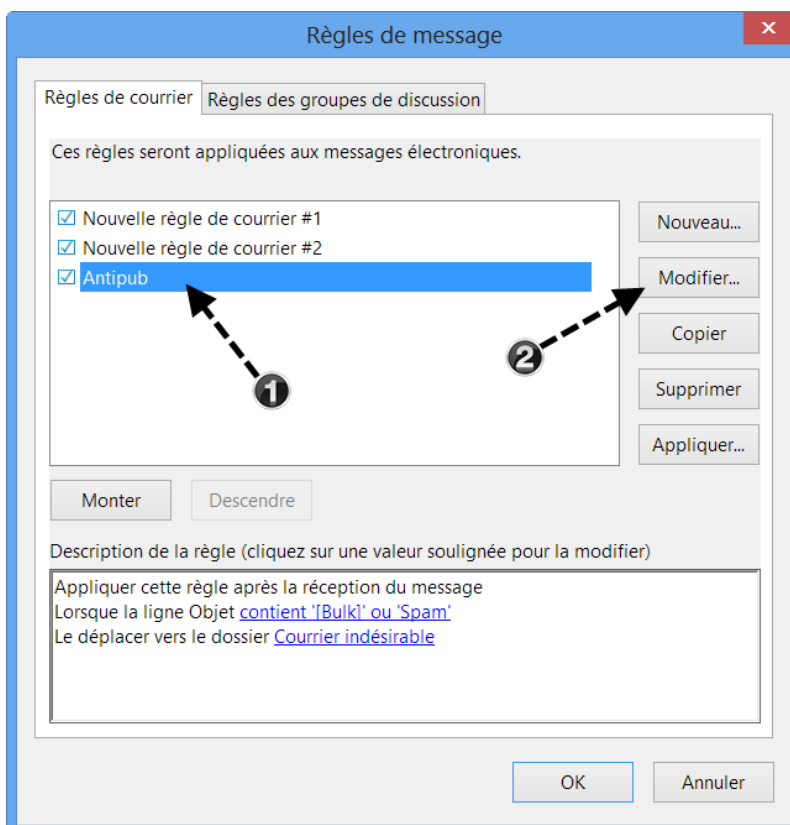 Règles de message
Règles de courrier
Règles des groupes de discussion
Ces règles seront appliquées aux messages électroniques.
Nouvelle règle de courrier #1
Nouvelle règle de courrier #2
Antipub
1
2
Nouveau...
Modifier...
Copier
Supprimer
Appliquer...
Monter
Descendre
Description de la règle (cliquez sur une valeur soulignée pour la modifier)
Appliquer cette règle après la réception du message
Lorsque la ligne Objet contient '[Bulk]' ou 'Spam'
Le déplacer vers le dossier Courrier indésirable
OK
Annuler